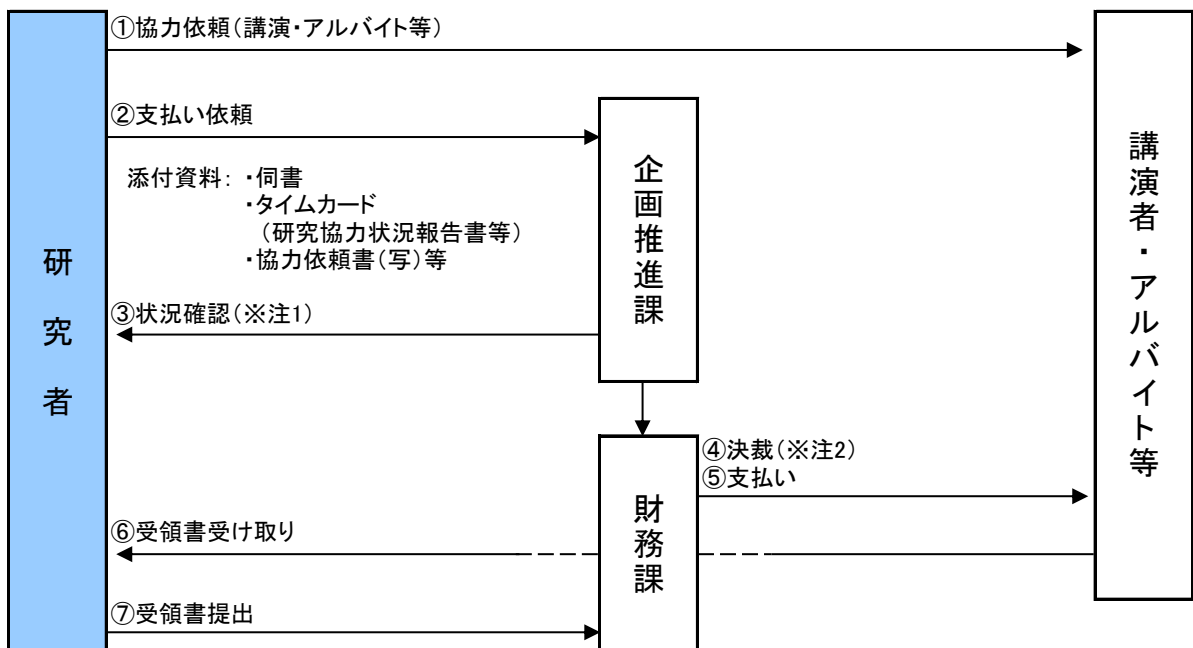 ①協力依頼(講演・アルバイト等)
②支払い依頼
添付資料: ・伺書
・タイムカード
(研究協力状況報告書等)
・協力依頼書(写)等
③状況確認(※注1)
研究者
企画推進課
講演者・アルバイト等
④決裁(※注2)
⑤支払い
財務課
⑥受領書受け取り
⑦受領書提出